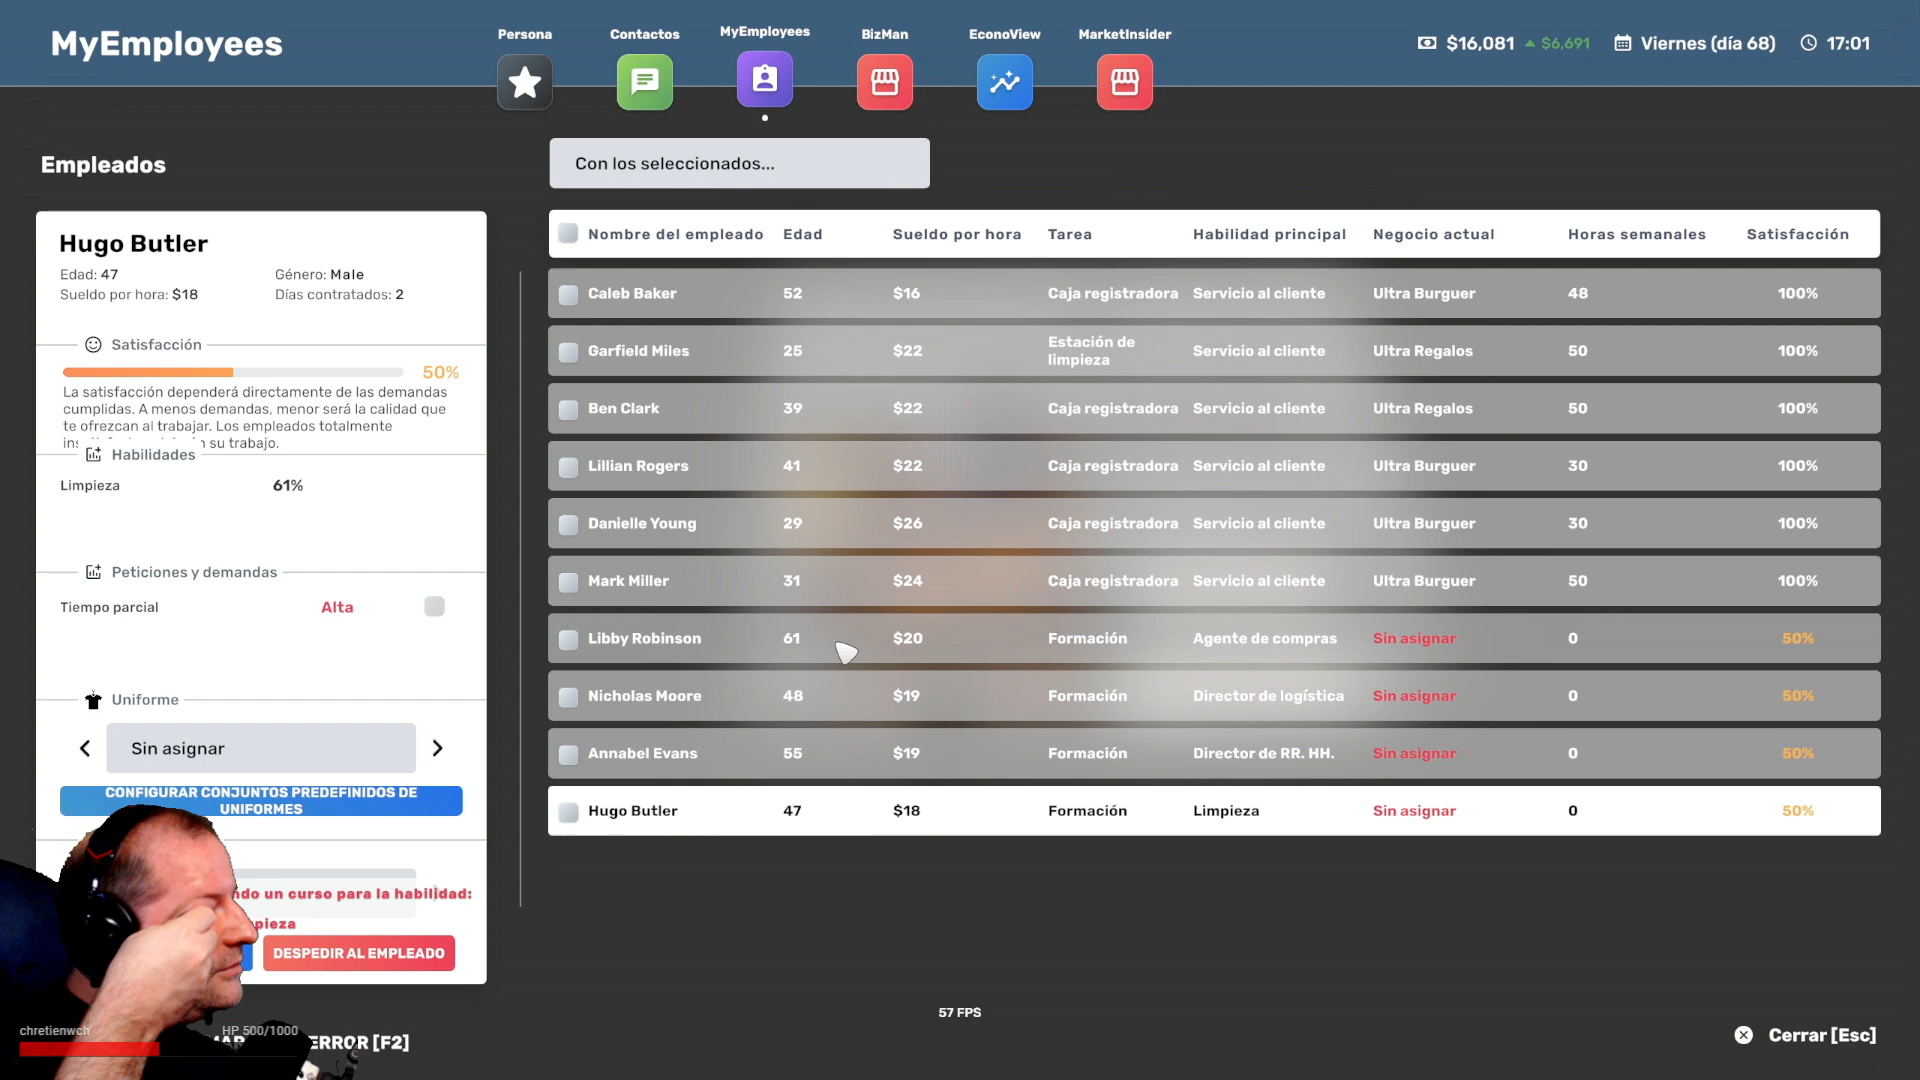 MyEmployees
Persona
Contactos
MyEmployees
BizMan
EconoView
MarketInsider
$16,081 $6,691 Viernes (día 68) 17:01
Empleados
Con los seleccionados...
Hugo Butler
Edad: 47 Género: Male
Sueldo por hora: $18 Días contratados: 2
Satisfacción
50%
La satisfacción dependerá directamente de las demandas
cumplidas. A menos demandas, menor será la calidad que
te ofrezcan al trabajar. Los empleados totalmente
su trabajo.
Habilidades
Limpieza 61%
Peticiones y demandas
Tiempo parcial Alta
Uniforme
Sin asignar
CONFIGURAR CONJUNTOS PREDEFINIDOS DE
UNIFORMES
un curso para la habilidad:
DESPEDIR AL EMPLEADO
Nombre del empleado Edad Sueldo por hora Tarea Habilidad principal Negocio actual Horas semanales Satisfacción
Caleb Baker 52 $16 Caja registradora Servicio al cliente Ultra Burguer 48 100%
Garfield Miles 25 $22 Estación de limpieza Servicio al cliente Ultra Regalos 50 100%
Ben Clark 39 $22 Caja registradora Servicio al cliente Ultra Regalos 50 100%
Lillian Rogers 41 $22 Caja registradora Servicio al cliente Ultra Burguer 30 100%
Danielle Young 29 $26 Caja registradora Servicio al cliente Ultra Burguer 30 100%
Mark Miller 31 $24 Caja registradora Servicio al cliente Ultra Burguer 50 100%
Libby Robinson 61 $20 Formación Agente de compras Sin asignar 0 50%
Nicholas Moore 48 $19 Formación Director de logística Sin asignar 0 50%
Annabel Evans 55 $19 Formación Director de RR. HH. Sin asignar 0 50%
Hugo Butler 47 $18 Formación Limpieza Sin asignar 0 50%
57 FPS
chretienwch HP 500/1000
ERROR [F2]
Cerrar [Esc]